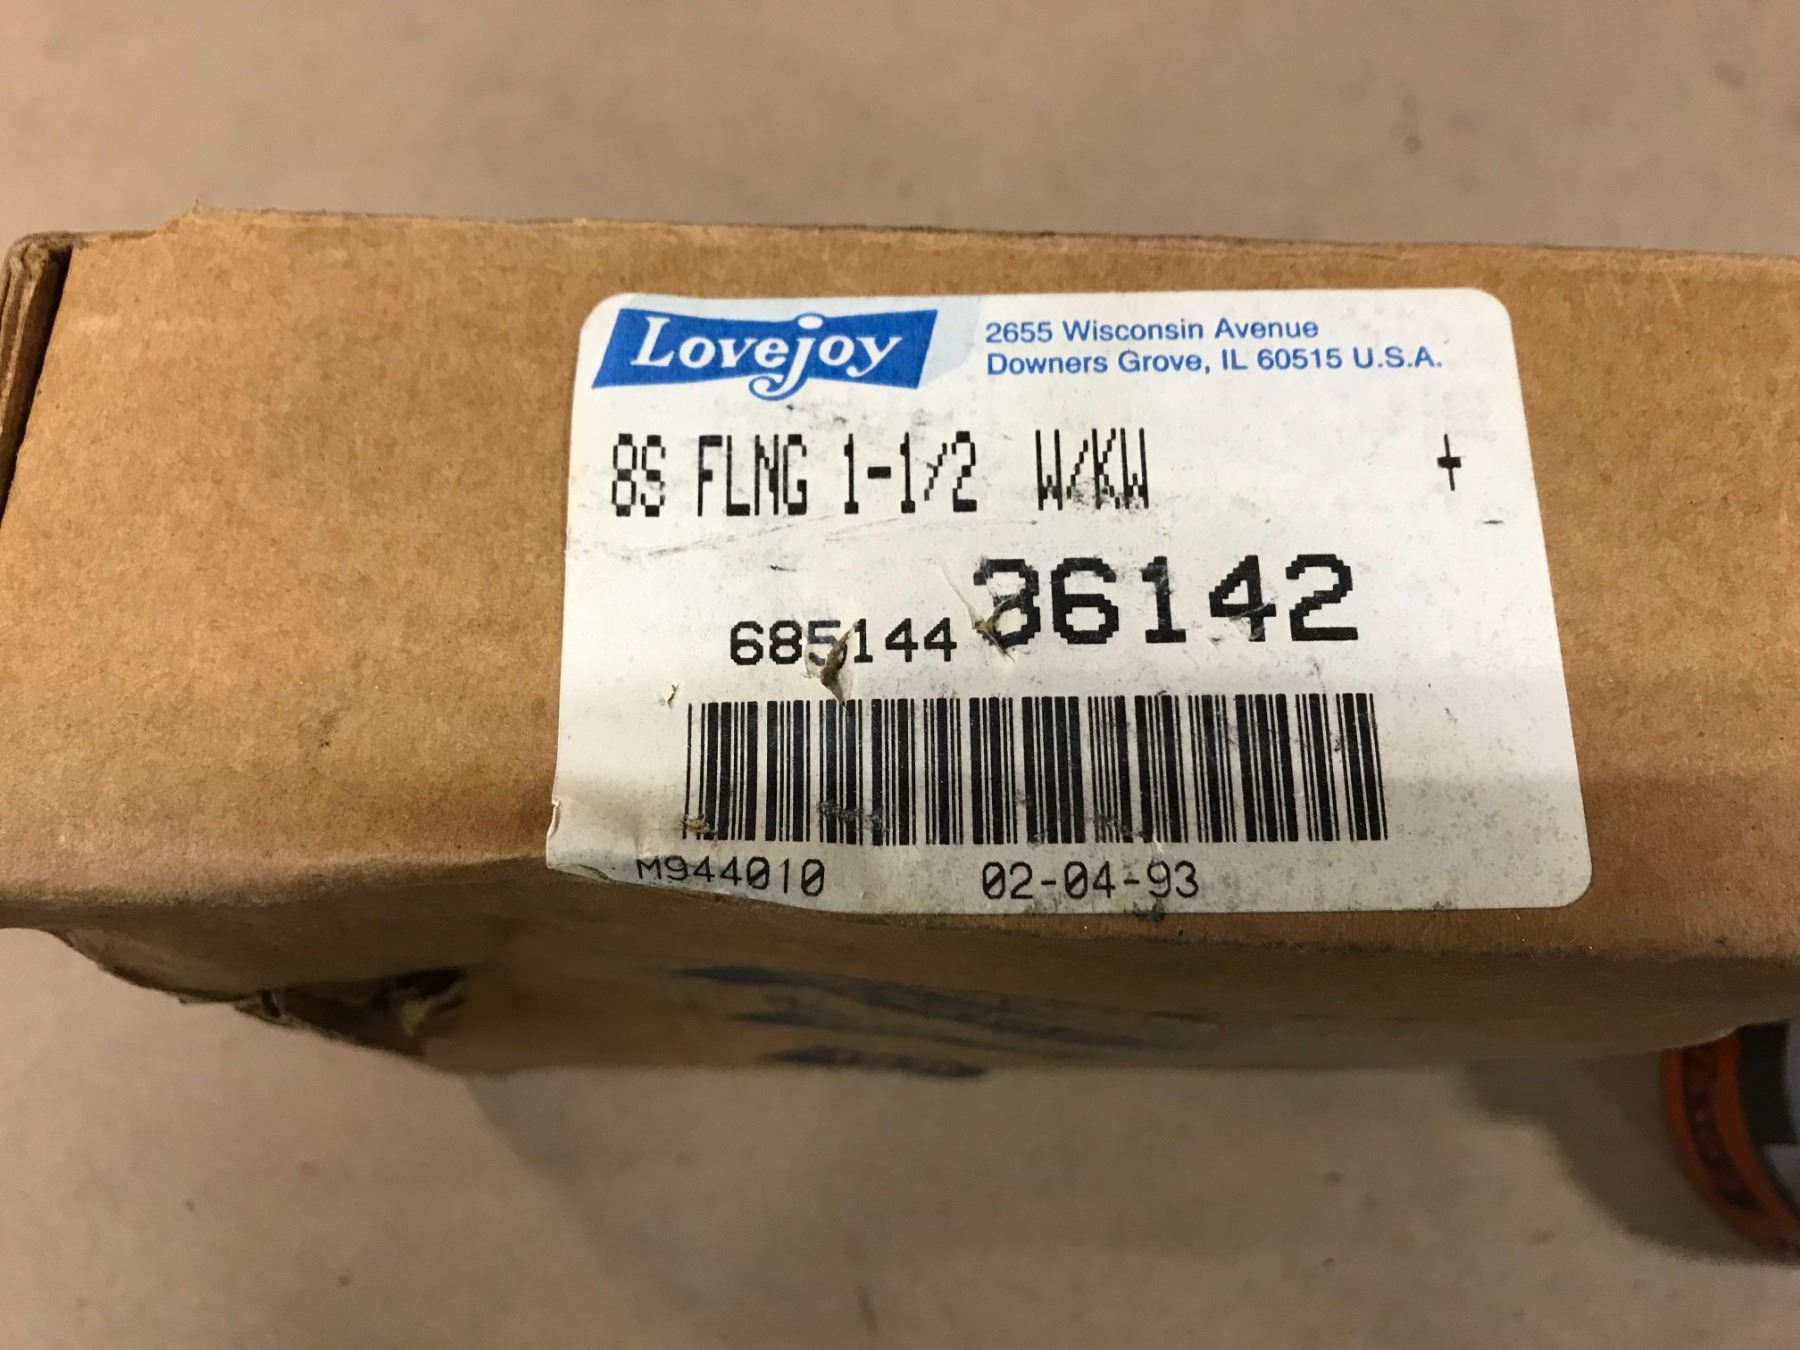 Lovejoy
2655 Wisconsin Avenue
Downers Grove, IL 60515 U.S.A.
8S FLNG 1-1/2 W/KW +
685144 36142
M944010 02-04-93